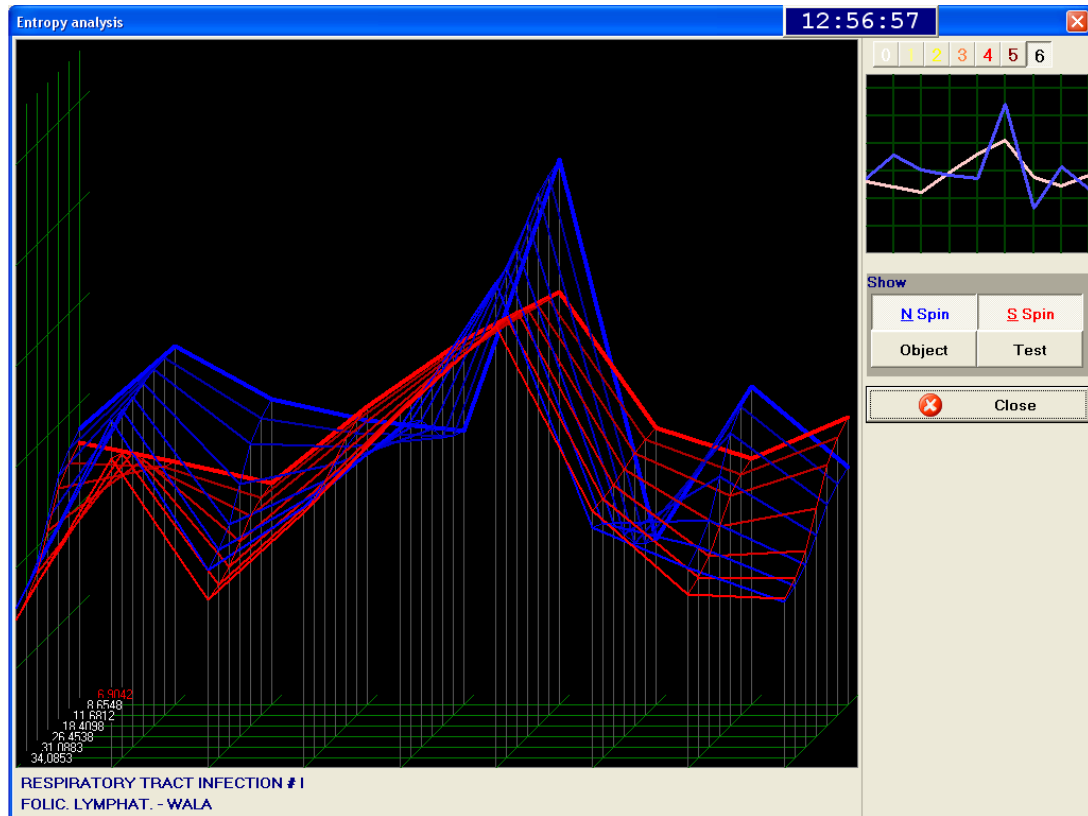 Entropy analysis
12:56:57
0 1 2 3 4 5 6
Show
N Spin
S Spin
Object
Test
Close
6.9042
8.6548
11.6812
18.4098
26.4538
31.0883
34.0853
RESPIRATORY TRACT INFECTION # I
FOLIC. LYMPHAT. - WALA